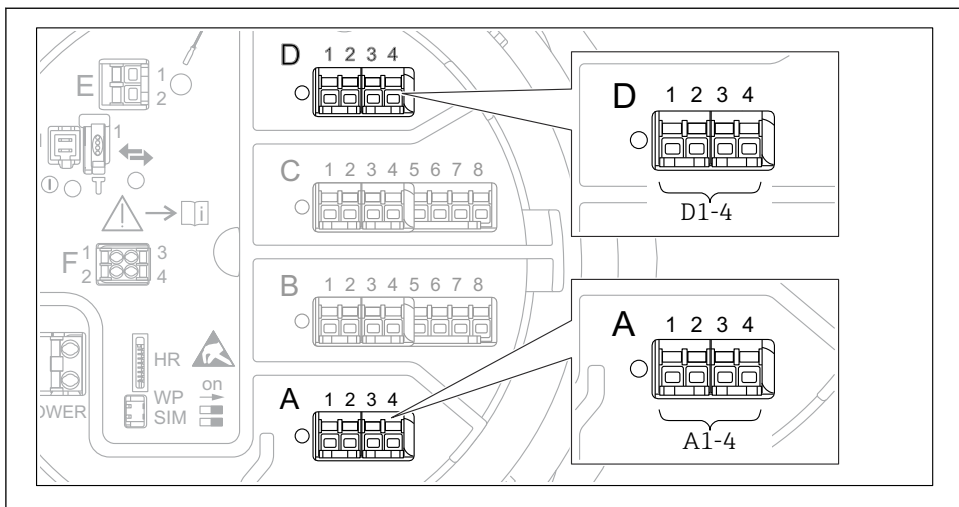 D 1 2 3 4
E 1
2
D 1 2 3 4
D1-4
1
C 1 2 3 4 5 6 7 8
i
F 1 3
2 4
B 1 2 3 4 5 6 7 8
HR
WP on
SIM
OWER
A 1 2 3 4
A 1 2 3 4
A1-4